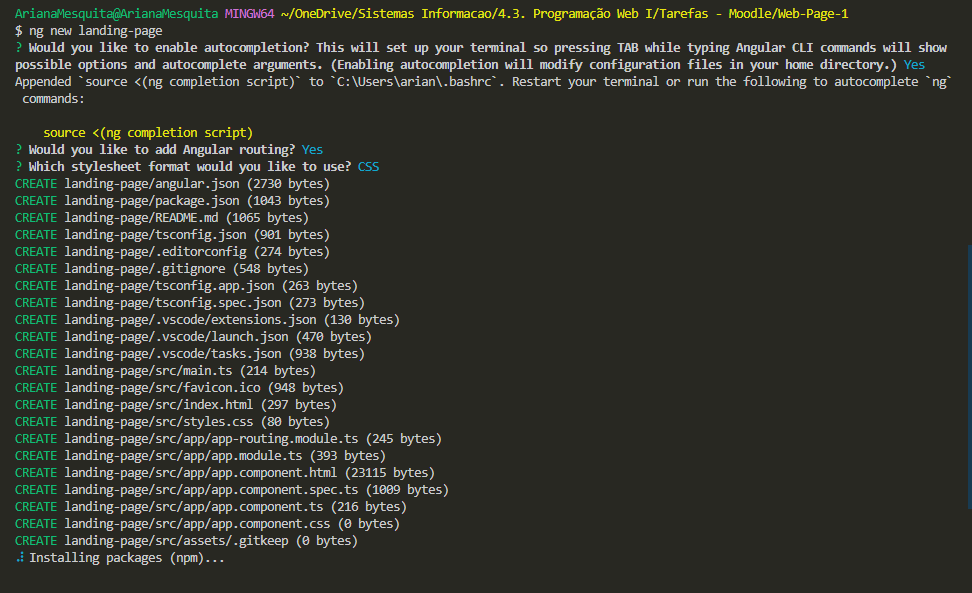 ArianaMesquita@ArianaMesquita MINGW64 ~/OneDrive/Sistemas Informacao/4.3. Programação Web I/Tarefas - Moodle/Web-Page-1
$ ng new landing-page
? Would you like to enable autocompletion? This will set up your terminal so pressing TAB while typing Angular CLI commands will show
possible options and autocomplete arguments. (Enabling autocompletion will modify configuration files in your home directory.) Yes
Appended `source <(ng completion script)` to `C:\Users\arian\.bashrc`. Restart your terminal or run the following to autocomplete `ng`
commands:
source <(ng completion script)
? Would you like to add Angular routing? Yes
? Which stylesheet format would you like to use? CSS
CREATE landing-page/angular.json (2730 bytes)
CREATE landing-page/package.json (1043 bytes)
CREATE landing-page/README.md (1065 bytes)
CREATE landing-page/tsconfig.json (901 bytes)
CREATE landing-page/.editorconfig (274 bytes)
CREATE landing-page/.gitignore (548 bytes)
CREATE landing-page/tsconfig.app.json (263 bytes)
CREATE landing-page/tsconfig.spec.json (273 bytes)
CREATE landing-page/.vscode/extensions.json (130 bytes)
CREATE landing-page/.vscode/launch.json (470 bytes)
CREATE landing-page/.vscode/tasks.json (938 bytes)
CREATE landing-page/src/main.ts (214 bytes)
CREATE landing-page/src/favicon.ico (948 bytes)
CREATE landing-page/src/index.html (297 bytes)
CREATE landing-page/src/styles.css (80 bytes)
CREATE landing-page/src/app/app-routing.module.ts (245 bytes)
CREATE landing-page/src/app/app.module.ts (393 bytes)
CREATE landing-page/src/app/app.component.html (23115 bytes)
CREATE landing-page/src/app/app.component.spec.ts (1009 bytes)
CREATE landing-page/src/app/app.component.ts (216 bytes)
CREATE landing-page/src/app/app.component.css (0 bytes)
CREATE landing-page/src/assets/.gitkeep (0 bytes)
Installing packages (npm)...